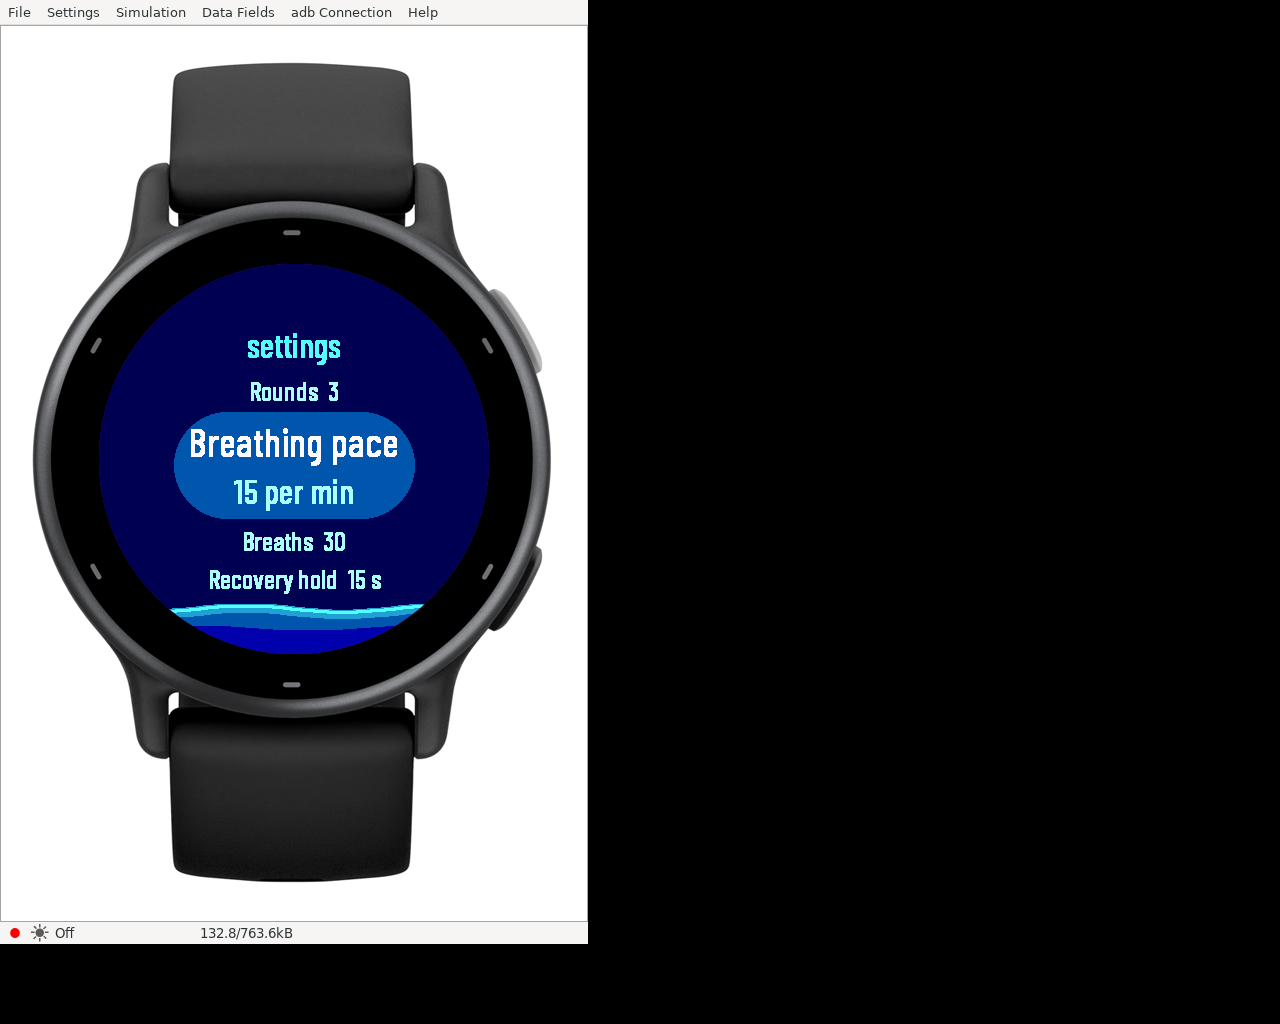 File Settings Simulation Data Fields adb Connection Help
settings
Rounds 3
Breathing pace
15 per min
Breaths 30
Recovery hold 15 s
Off 132.8/763.6kB